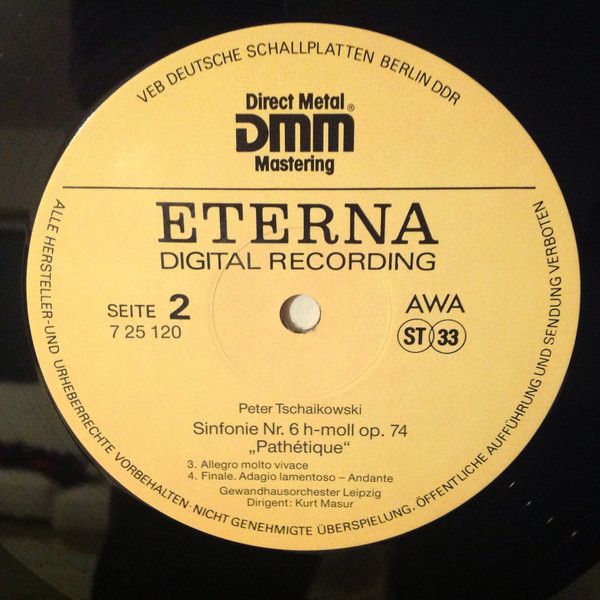 VEB DEUTSCHE SCHALLPLATTEN BERLIN DDR
Direct Metal
DMM®
Mastering
ETERNA
DIGITAL RECORDING
SEITE 2
7 25 120
AWA
ST 33
Peter Tschaikowski
Sinfonie Nr. 6 h-moll op. 74
„Pathétique“
3. Allegro molto vivace
4. Finale. Adagio lamentoso – Andante
Gewandhausorchester Leipzig
Dirigent: Kurt Masur
ALLE HERSTELLER-UND URHEBERRECHTE VORBEHALTEN·NICHT GENEHMIGTE ÜBERSPIELUNG, ÖFFENTLICHE AUFFÜHRUNG UND SENDUNG VERBOTEN